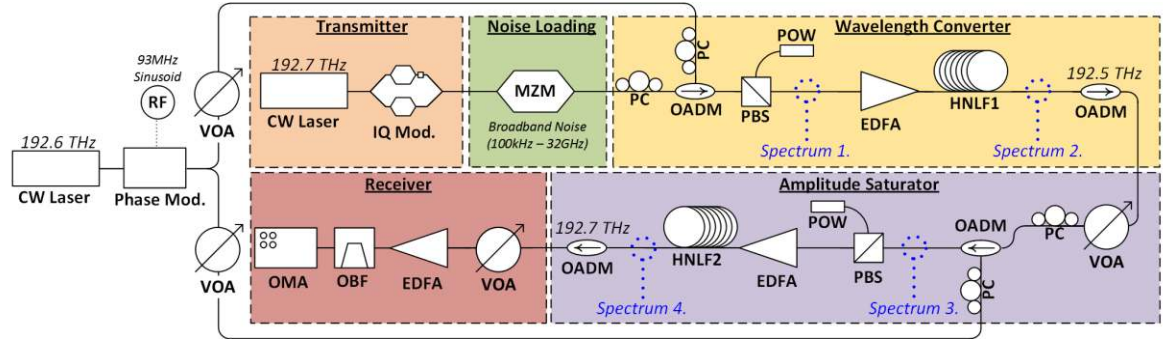 Transmitter
Noise Loading
Wavelength Converter
93MHz
Sinusoid
RF
VOA
192.7 THz
CW Laser
IQ Mod.
MZM
Broadband Noise
(100kHz – 32GHz)
PC
PC
OADM
POW
PBS
Spectrum 1.
EDFA
HNLF1
Spectrum 2.
192.5 THz
OADM
192.6 THz
CW Laser
Phase Mod.
VOA
Receiver
OMA
OBF
EDFA
VOA
Amplitude Saturator
192.7 THz
OADM
Spectrum 4.
HNLF2
EDFA
POW
PBS
Spectrum 3.
OADM
PC
PC
VOA